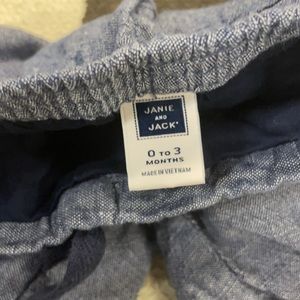 JANIE
AND
JACK®
0 TO 3
MONTHS
MADE IN VIETNAM